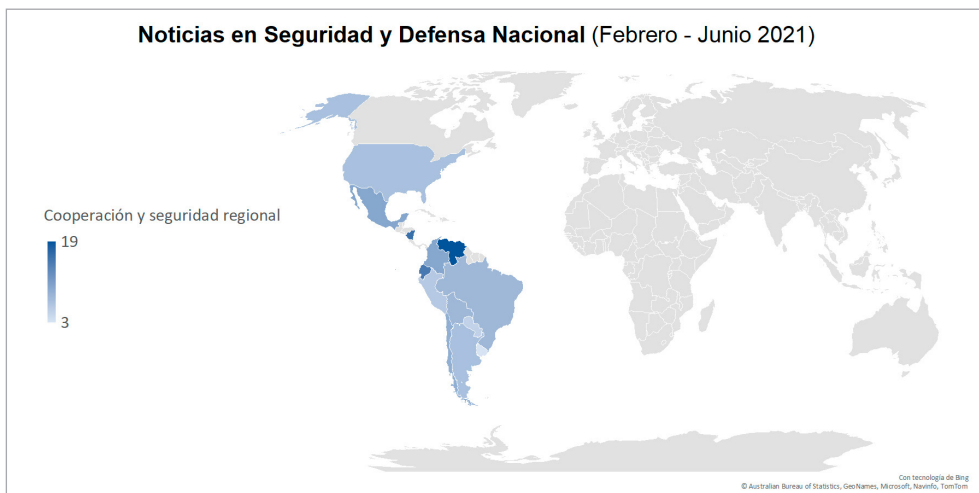 Noticias en Seguridad y Defensa Nacional (Febrero - Junio 2021)
Cooperación y seguridad regional
19
3
Con tecnología de Bing
© Australian Bureau of Statistics, GeoNames, Microsoft, Navinfo, TomTom